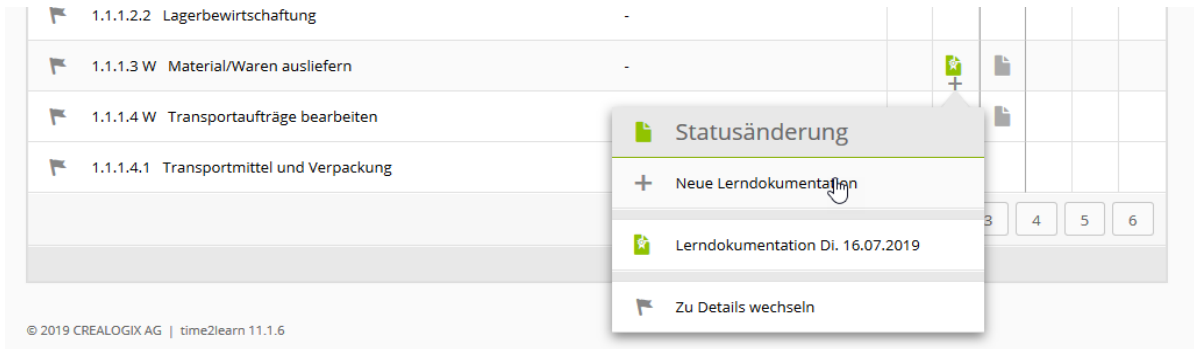 1.1.1.2.2 Lagerbewirtschaftung -
1.1.1.3 W Material/Waren ausliefern -
1.1.1.4 W Transportaufträge bearbeiten
1.1.1.4.1 Transportmittel und Verpackung
Statusänderung
Neue Lerndokumentation
Lerndokumentation Di. 16.07.2019
Zu Details wechseln
3 4 5 6
© 2019 CREALOGIX AG | time2learn 11.1.6